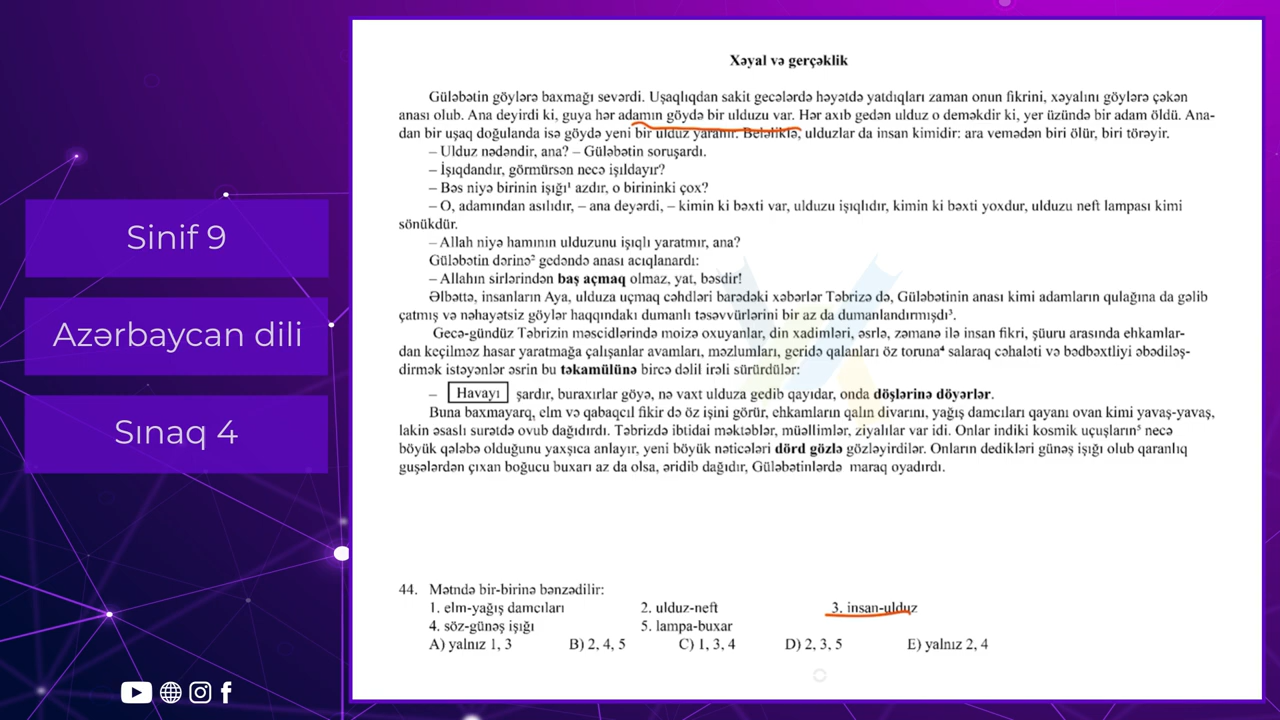 Sinif 9
Azərbaycan dili
Sınaq 4
Xəyal və gerçəklik
Güləbətin göylərə baxmağı sevərdi. Uşaqlıqdan sakit gecələrdə həyətdə yatdıqları zaman onun fikrini, xəyalını göylərə çəkən
anası olub. Ana deyirdi ki, guya hər adamın göydə bir ulduzu var. Hər axıb gedən ulduz o deməkdir ki, yer üzündə bir adam öldü. Ana-
dan bir uşaq doğulanda isə göydə yeni bir ulduz yaranır. Beləliklə, ulduzlar da insan kimidir: ara vemədən biri ölür, biri törəyir.
– Ulduz nədəndir, ana? – Güləbətin soruşardı.
– İşıqdandır, görmürsən necə işıldayır?
– Bəs niyə birinin işığı¹ azdır, o birininki çox?
– O, adamından asılıdır, – ana deyərdi, – kimin ki bəxti var, ulduzu işıqlıdır, kimin ki bəxti yoxdur, ulduzu neft lampası kimi
sönükdür.
– Allah niyə hamının ulduzunu işıqlı yaratmır, ana?
Güləbətin dərinə² gedəndə anası acıqlanardı:
– Allahın sirlərindən baş açmaq olmaz, yat, bəsdir!
Əlbəttə, insanların Aya, ulduza uçmaq cəhdləri barədəki xəbərlər Təbrizə də, Güləbətinin anası kimi adamların qulağına da gəlib
çatmış və nəhayətsiz göylər haqqındakı dumanlı təsəvvürlərini bir az da dumanlandırmışdı³.
Gecə-gündüz Təbrizin məscidlərində moizə oxuyanlar, din xadimləri, əsrlə, zəmanə ilə insan fikri, şüuru arasında ehkamlar-
dan keçilməz hasar yaratmağa çalışanlar avamları, məzlumları, geridə qalanları öz toruna⁴ salaraq cəhaləti və bədbəxtliyi əbədiləş-
dirmək istəyənlər əsrin bu təkamülünə bircə dəlil irəli sürürdülər:
– Havayı şardır, buraxırlar göyə, nə vaxt ulduza gedib qayıdar, onda döşlərinə döyərlər.
Buna baxmayarq, elm və qabaqcıl fikir də öz işini görür, ehkamların qalın divarını, yağış damcıları qayanı ovan kimi yavaş-yavaş,
lakin əsaslı surətdə ovub dağıdırdı. Təbrizdə ibtidai məktəblər, müəllimlər, ziyalılar var idi. Onlar indiki kosmik uçuşların⁵ necə
böyük qələbə olduğunu yaxşıca anlayır, yeni böyük nəticələri dörd gözlə gözləyirdilər. Onların dedikləri günəş işığı olub qaranlıq
guşələrdən çıxan boğucu buxarı az da olsa, əridib dağıdır, Güləbətinlərdə maraq oyadırdı.
44. Mətndə bir-birinə bənzədilir:
1. elm-yağış damcıları 2. ulduz-neft 3. insan-ulduz
4. söz-günəş işığı 5. lampa-buxar
A) yalnız 1, 3 B) 2, 4, 5 C) 1, 3, 4 D) 2, 3, 5 E) yalnız 2, 4